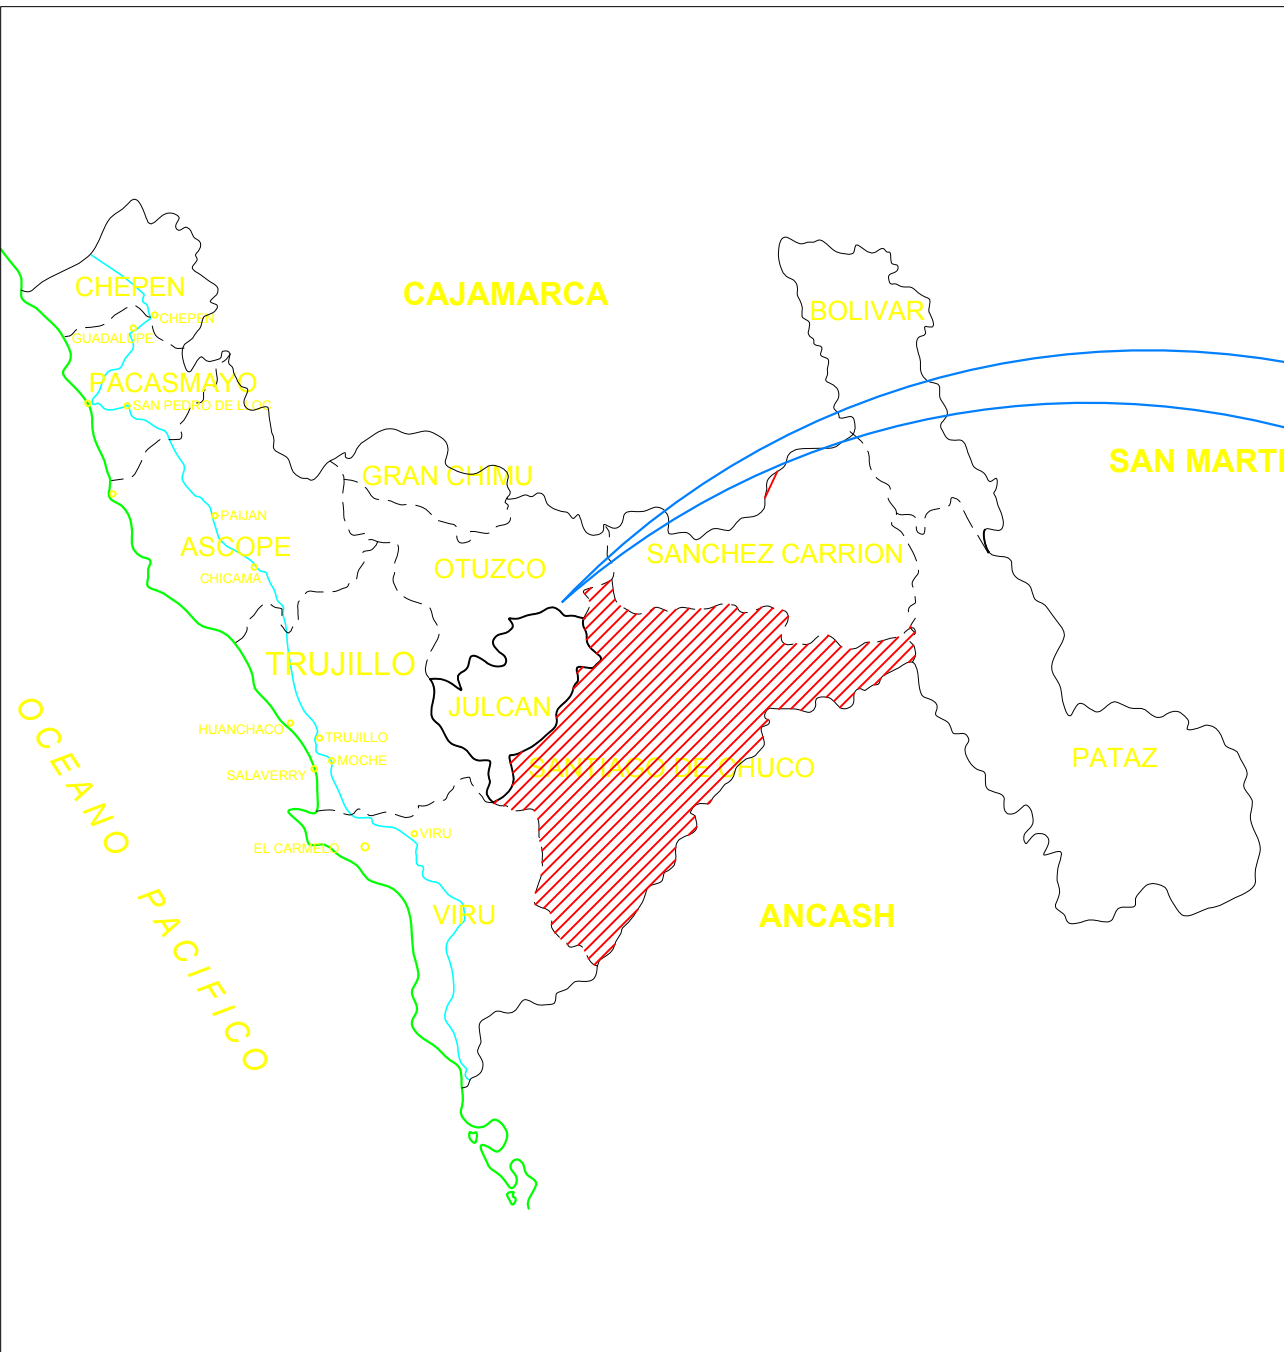 CHEPEN
CAJAMARCA
BOLIVAR
CHEPEN
GUADALUPE
PACASMAYO
SAN PEDRO DE LLOC
GRAN CHIMU
SAN MARTI
PAIJAN
ASCOPE
CHICAMA
OTUZCO
SANCHEZ CARRION
TRUJILLO
JULCAN
HUANCHACO
TRUJILLO
MOCHE
SALAVERRY
SANTIAGO DE CHUCO
PATAZ
VIRU
EL CARMELO
VIRU
ANCASH
OCEANO PACIFICO